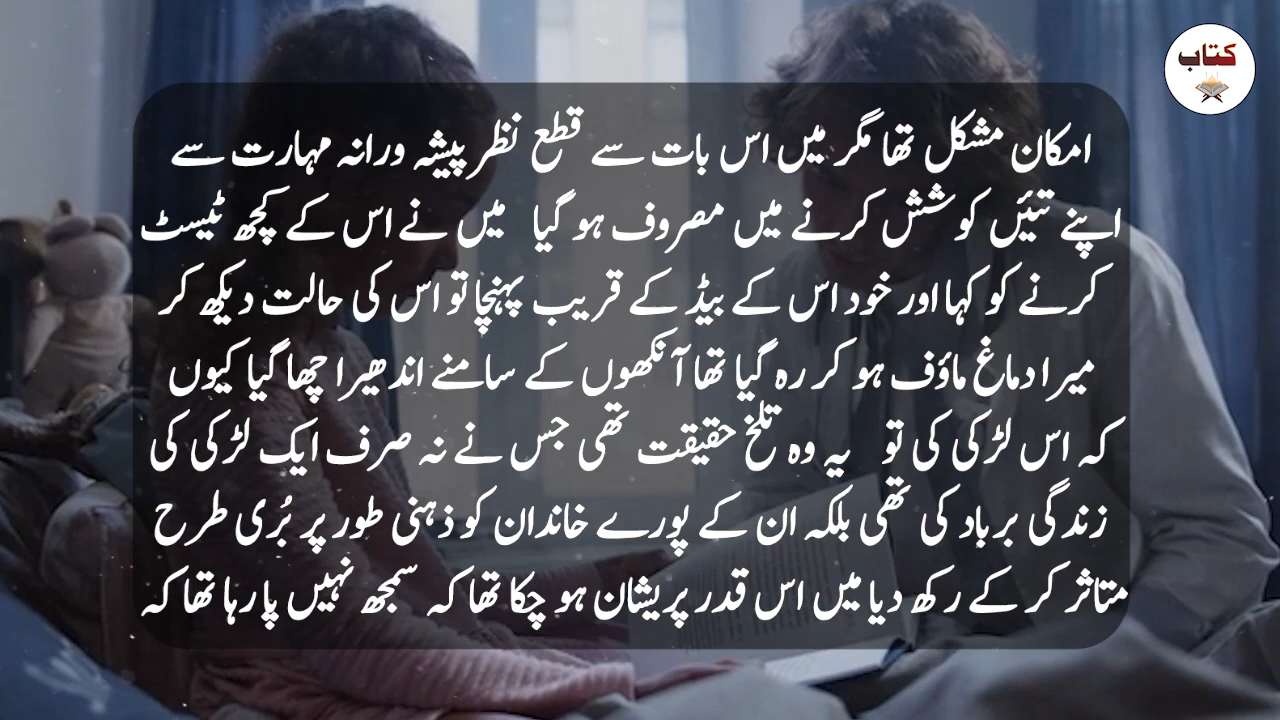 کتاب
امکان مشکل تھا مگر میں اس بات سے قطع نظر پیشہ ورانہ مہارت سے
اپنے تئیں کوشش کرنے میں مصروف ہو گیا میں نے اس کے کچھ ٹیسٹ
کرنے کو کہا اور خود اس کے بیڈ کے قریب پہنچا تو اس کی حالت دیکھ کر
میرا دماغ ماؤف ہو کر رہ گیا تھا آنکھوں کے سامنے اندھیرا چھا گیا کیوں
کہ اس لڑکی کی تو یہ وہ تلخ حقیقت تھی جس نے نہ صرف ایک لڑکی کی
زندگی برباد کی تھی بلکہ ان کے پورے خاندان کو ذہنی طور پر بُری طرح
متاثر کر کے رکھ دیا میں اس قدر پریشان ہو چکا تھا کہ سمجھ نہیں پا رہا تھا کہ